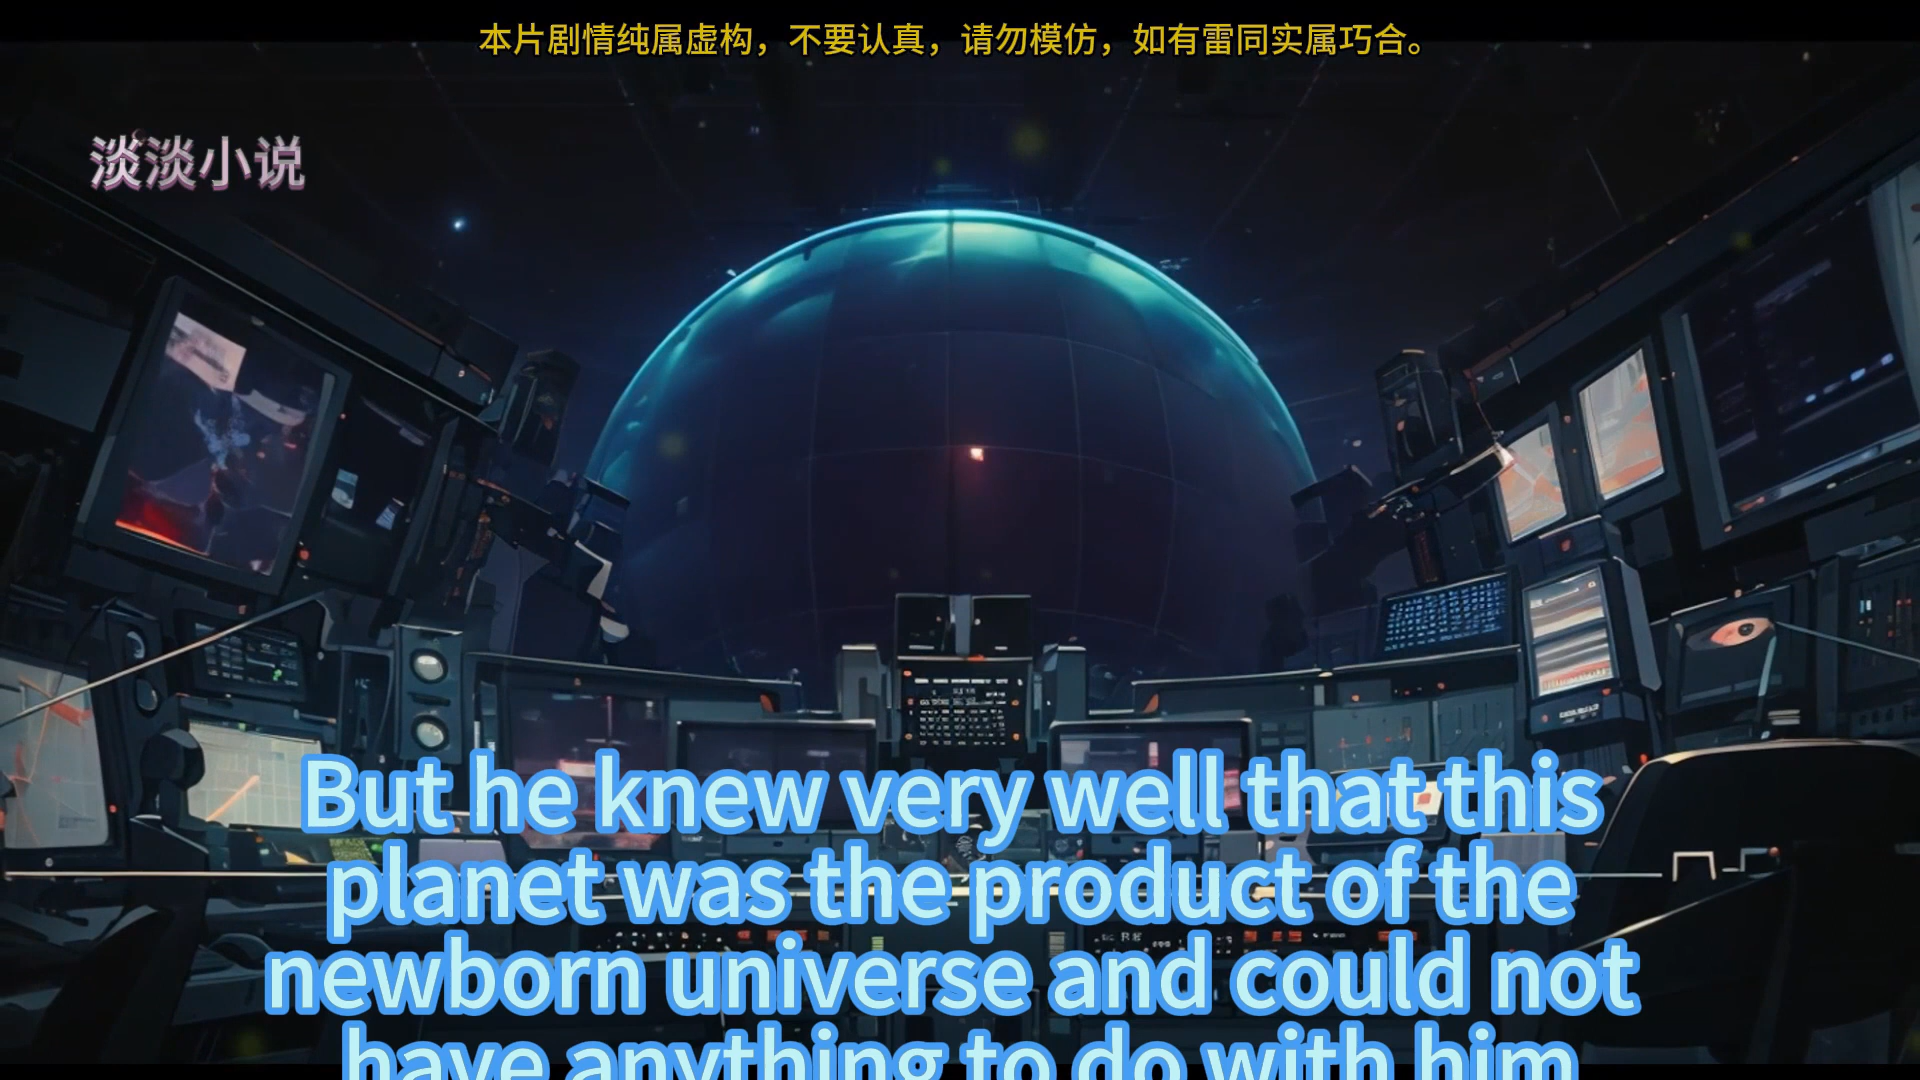 本片剧情纯属虚构，不要认真，请勿模仿，如有雷同实属巧合。
淡淡小说
But he knew very well that this
planet was the product of the
newborn universe and could not
have anything to do with him